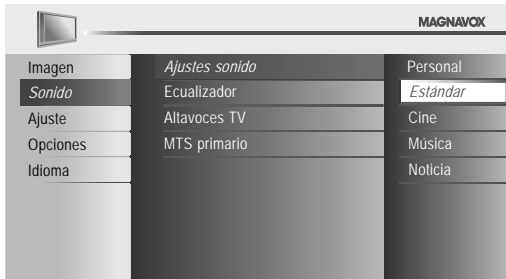 MAGNAVOX
Imagen
Sonido
Ajuste
Opciones
Idioma
Ajustes sonido
Ecualizador
Altavoces TV
MTS primario
Personal
Estándar
Cine
Música
Noticia